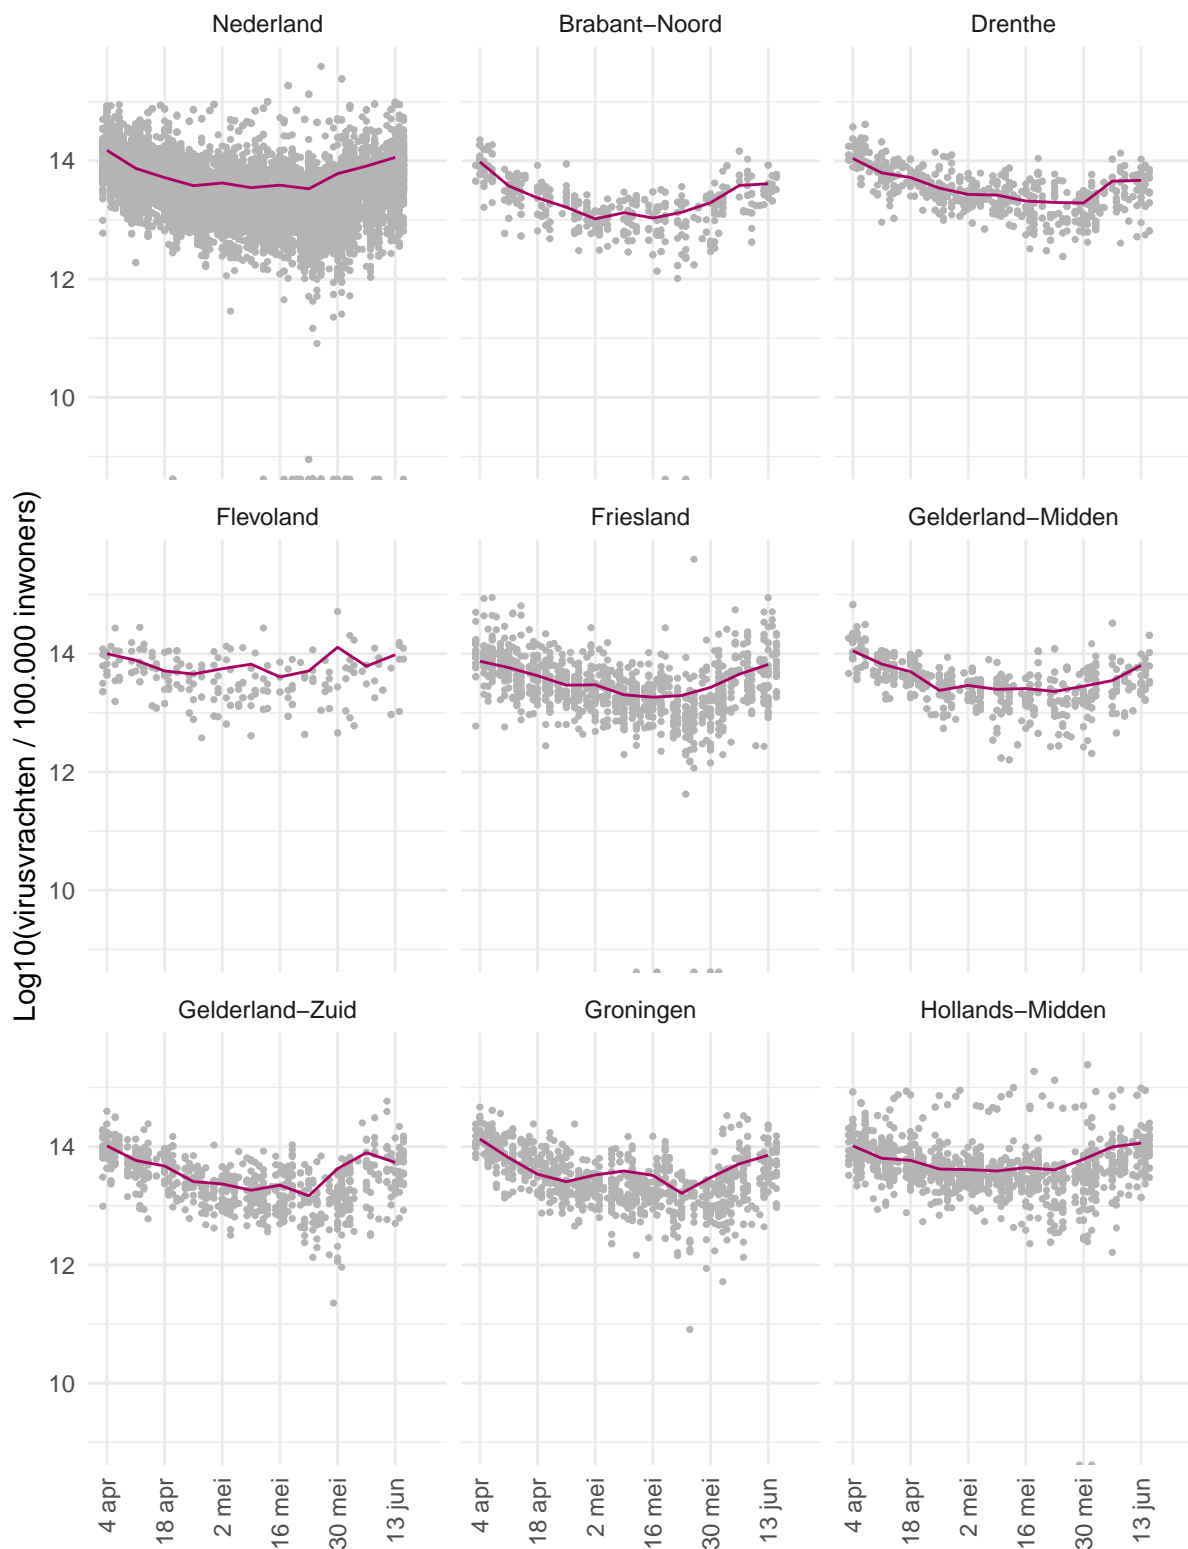 Nederland
Brabant−Noord
Drenthe
14
12
10
Flevoland
Friesland
Gelderland−Midden
14
12
10
Log10(virusvrachten / 100.000 inwoners)
Gelderland−Zuid
Groningen
Hollands−Midden
14
12
10
4 apr
18 apr
2 mei
16 mei
30 mei
13 jun
4 apr
18 apr
2 mei
16 mei
30 mei
13 jun
4 apr
18 apr
2 mei
16 mei
30 mei
13 jun